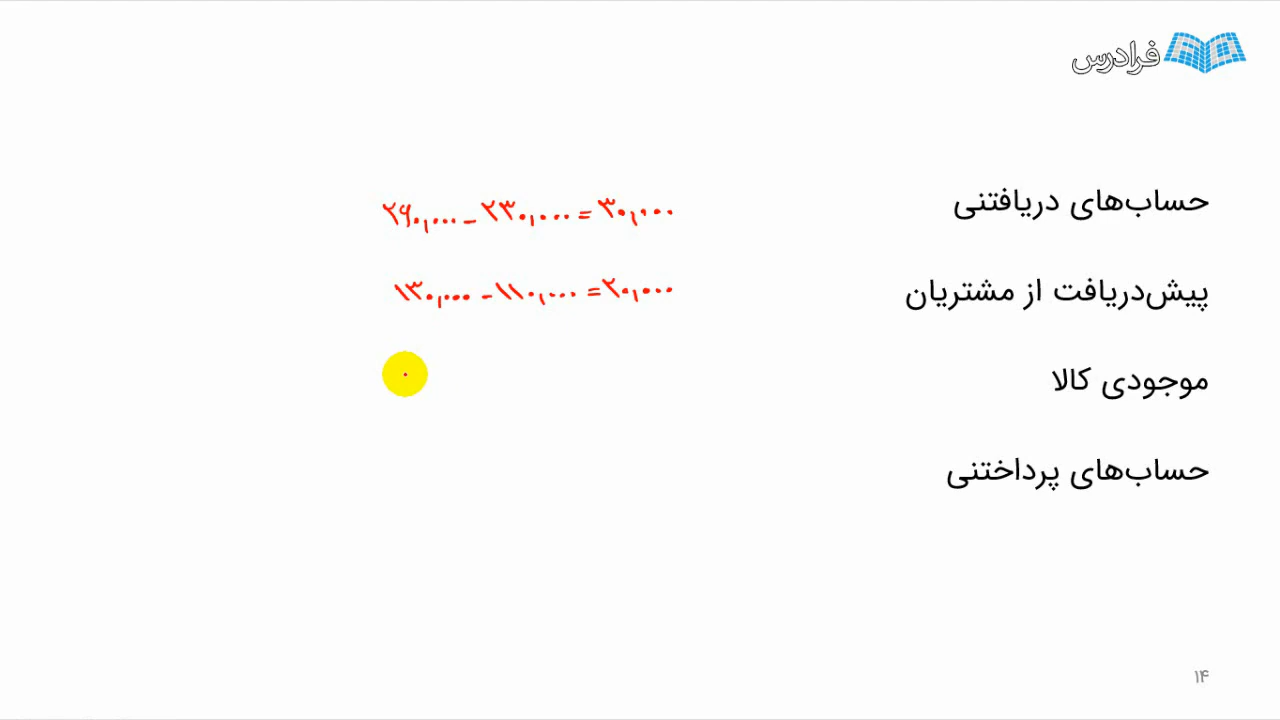 فرادرس
حساب‌های دریافتنی
۲۶۰,۰۰۰ - ۲۳۰,۰۰۰ = ۳۰,۰۰۰
پیش‌دریافت از مشتریان
۱۳۰,۰۰۰ - ۱۱۰,۰۰۰ = ۲۰,۰۰۰
موجودی کالا
حساب‌های پرداختنی
۱۴